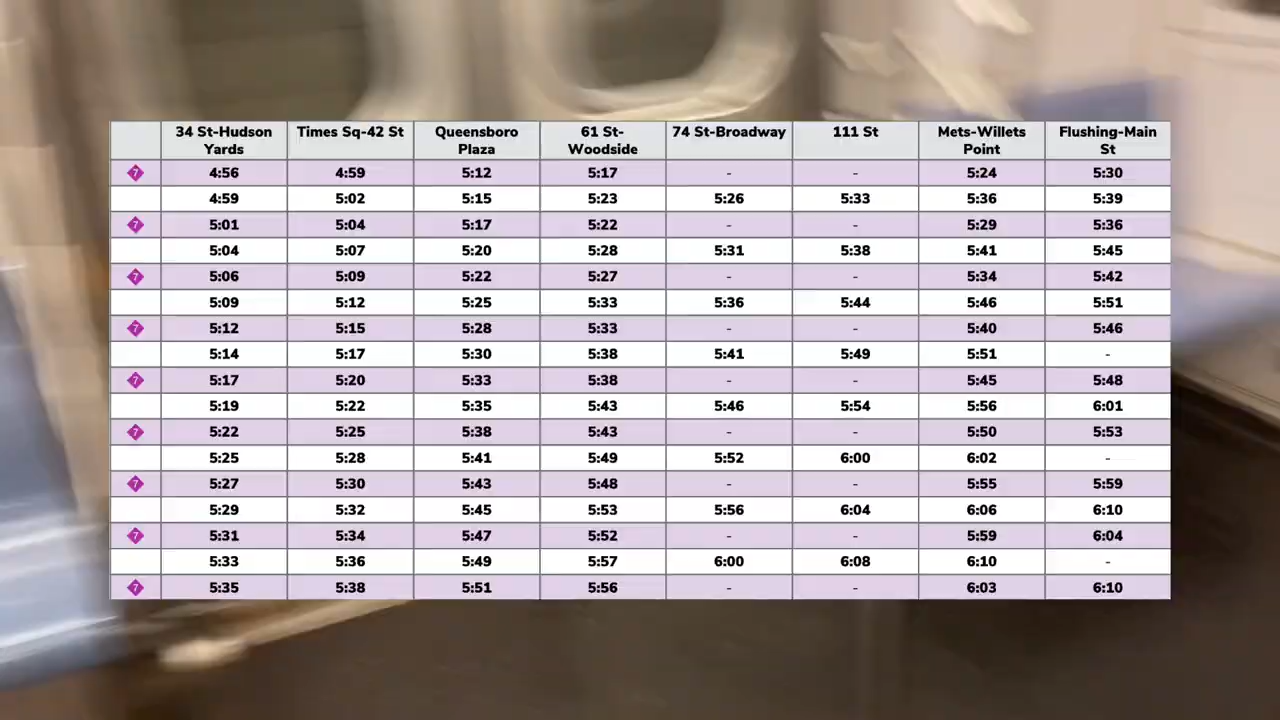 34 St-Hudson Yards Times Sq-42 St Queensboro Plaza 61 St-Woodside 74 St-Broadway 111 St Mets-Willets Point Flushing-Main St
7 4:56 4:59 5:12 5:17 - - 5:24 5:30
4:59 5:02 5:15 5:23 5:26 5:33 5:36 5:39
7 5:01 5:04 5:17 5:22 - - 5:29 5:36
5:04 5:07 5:20 5:28 5:31 5:38 5:41 5:45
7 5:06 5:09 5:22 5:27 - - 5:34 5:42
5:09 5:12 5:25 5:33 5:36 5:44 5:46 5:51
7 5:12 5:15 5:28 5:33 - - 5:40 5:46
5:14 5:17 5:30 5:38 5:41 5:49 5:51 -
7 5:17 5:20 5:33 5:38 - - 5:45 5:48
5:19 5:22 5:35 5:43 5:46 5:54 5:56 6:01
7 5:22 5:25 5:38 5:43 - - 5:50 5:53
5:25 5:28 5:41 5:49 5:52 6:00 6:02 -
7 5:27 5:30 5:43 5:48 - - 5:55 5:59
5:29 5:32 5:45 5:53 5:56 6:04 6:06 6:10
7 5:31 5:34 5:47 5:52 - - 5:59 6:04
5:33 5:36 5:49 5:57 6:00 6:08 6:10 -
7 5:35 5:38 5:51 5:56 - - 6:03 6:10